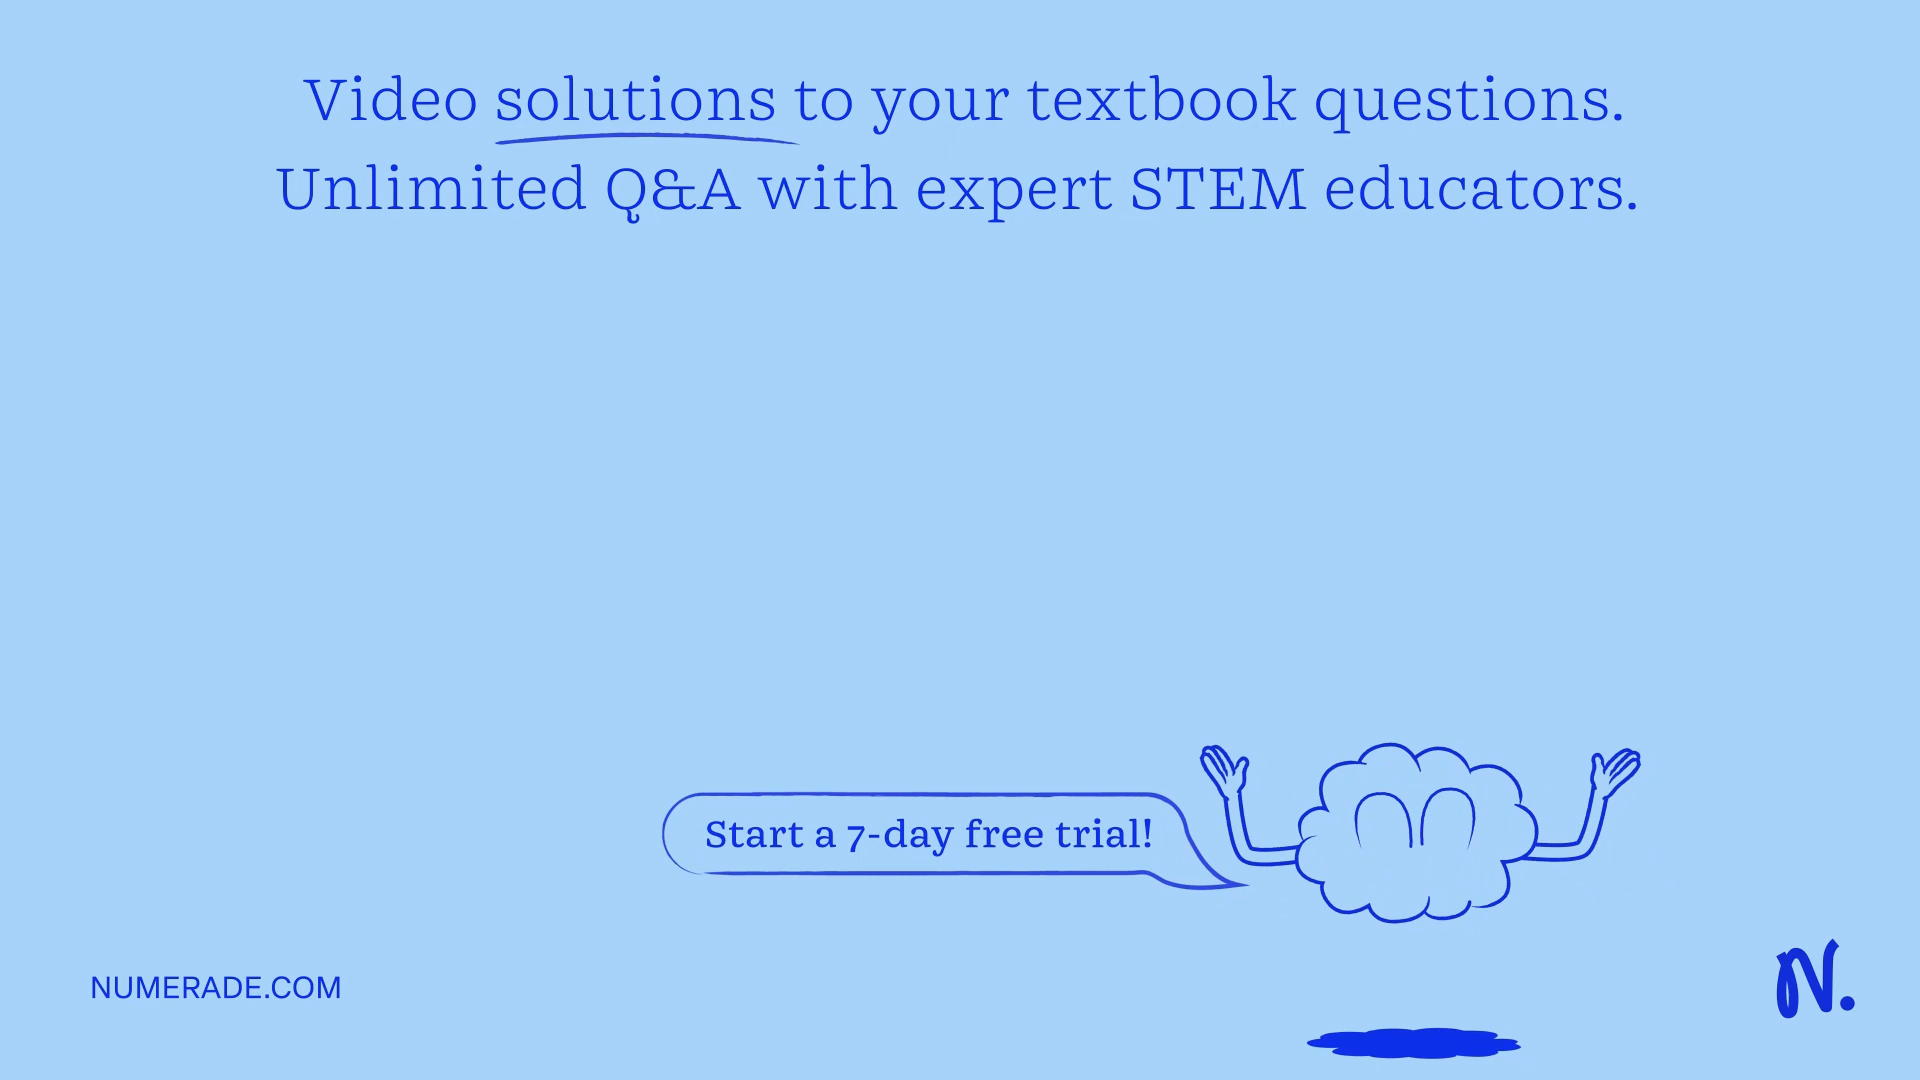 Video solutions to your textbook questions.
Unlimited Q&A with expert STEM educators.
Start a 7-day free trial!
NUMERADE.COM
N.